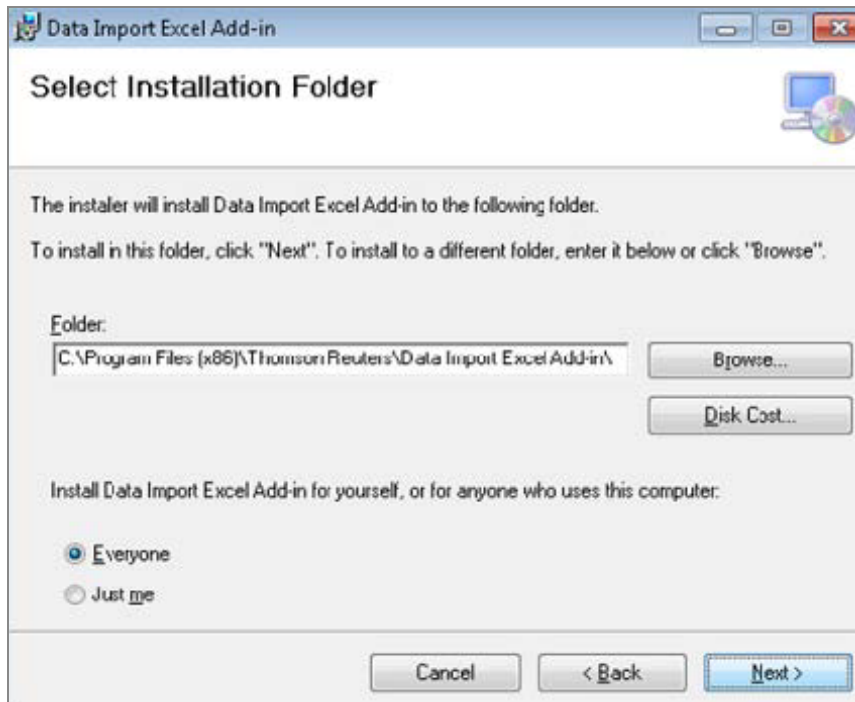 Data Import Excel Add-in
Select Installation Folder
The installer will install Data Import Excel Add-in to the following folder.
To install in this folder, click "Next". To install to a different folder, enter it below or click "Browse".
Folder:
C:\Program Files (x86)\Thomson Reuters\Data Import Excel Add-in\
Browse...
Disk Cost...
Install Data Import Excel Add-in for yourself, or for anyone who uses this computer:
Everyone
Just me
Cancel
< Back
Next >